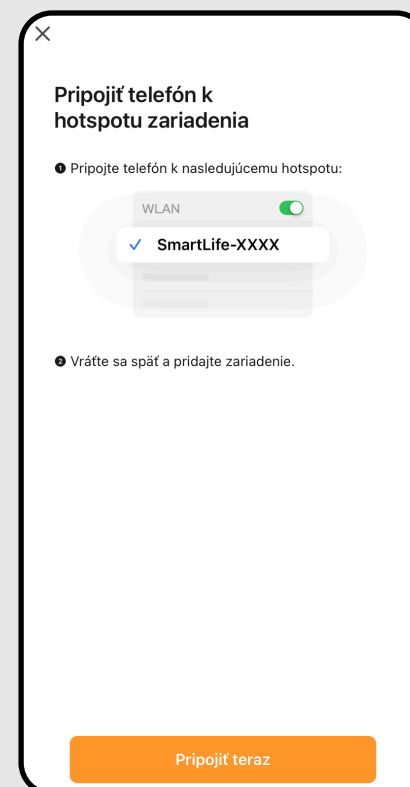 Pripojiť telefón k
hotspotu zariadenia
❶ Pripojte telefón k nasledujúcemu hotspotu:
WLAN
✓ SmartLife-XXXX
❷ Vráťte sa späť a pridajte zariadenie.
Pripojiť teraz